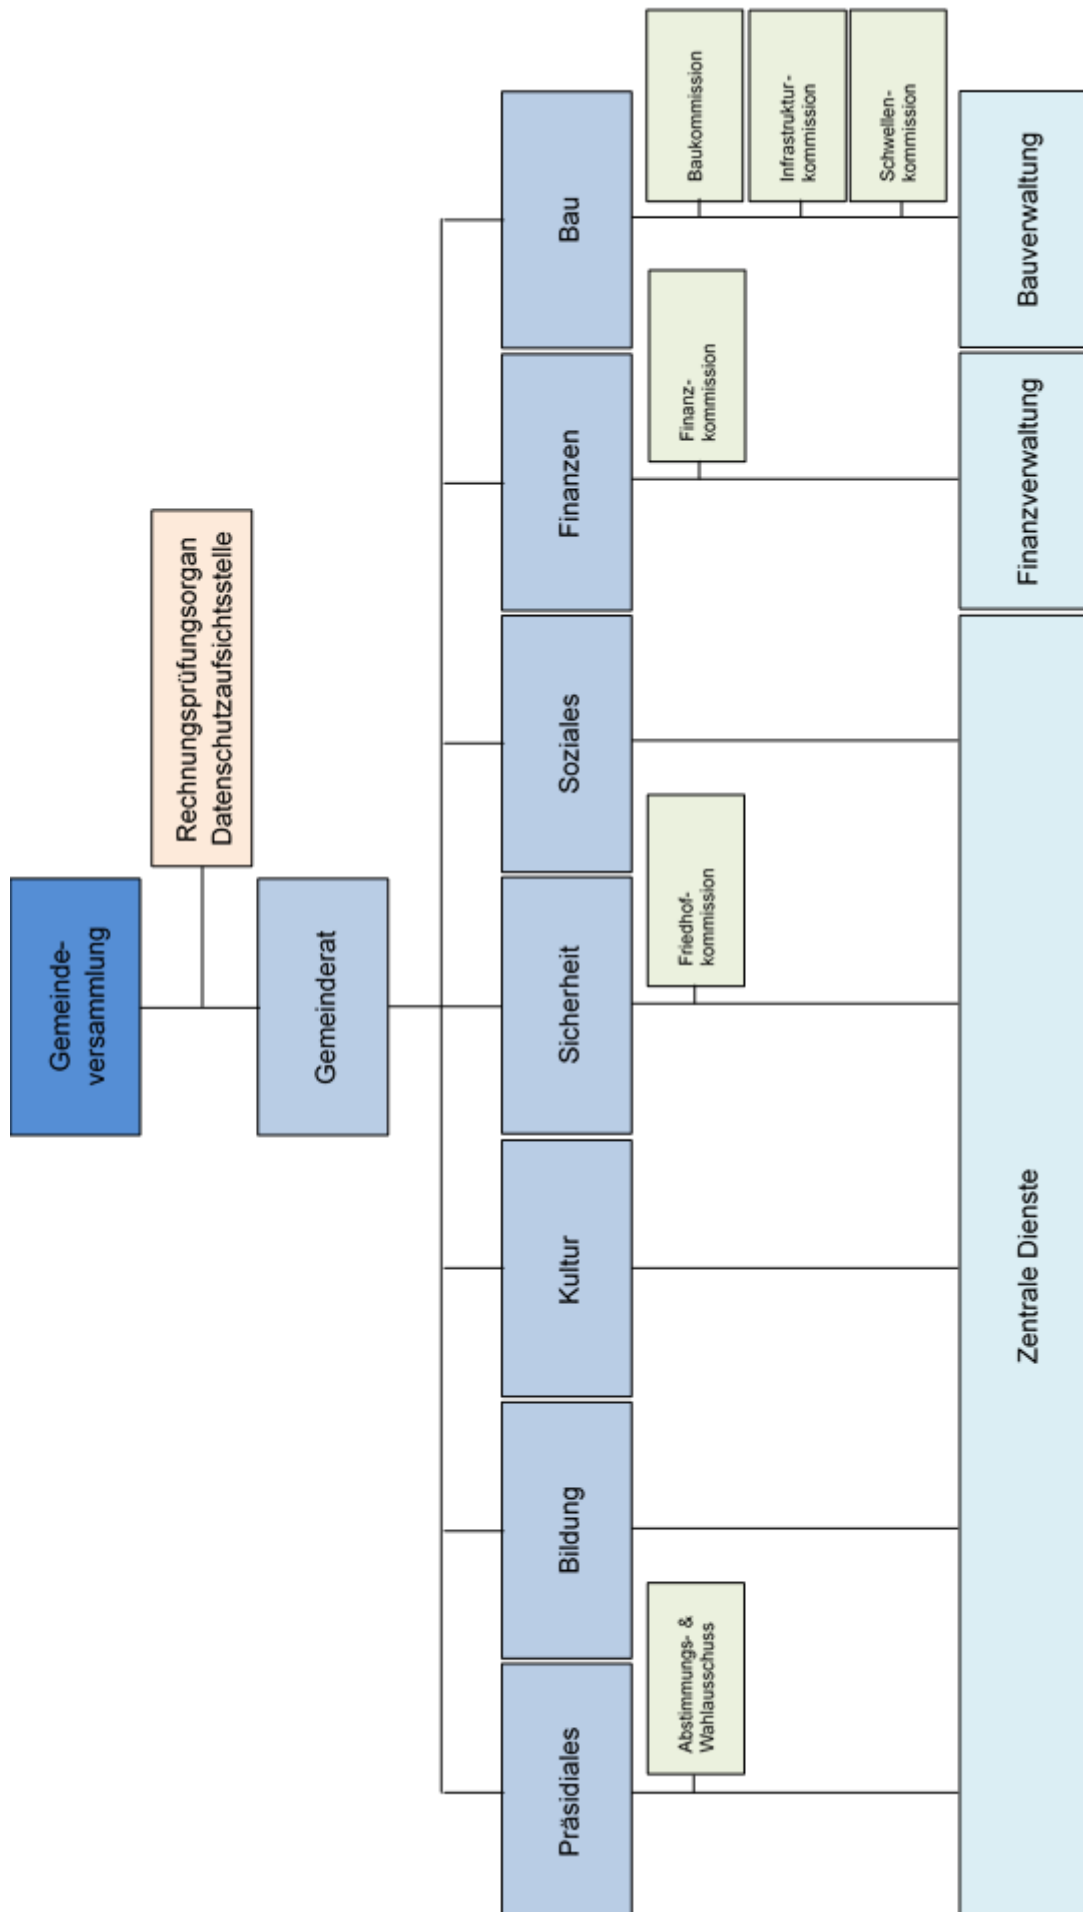 Gemeinde-
versammlung
Rechnungsprüfungsorgan
Datenschutzaufsichtsstelle
Gemeinderat
Präsidiales
Bildung
Kultur
Sicherheit
Soziales
Finanzen
Bau
Abstimmungs- &
Wahlausschuss
Friedhof-
kommission
Finanz-
kommission
Baukommission
Infrastruktur-
kommission
Schwellen-
kommission
Zentrale Dienste
Finanzverwaltung
Bauverwaltung